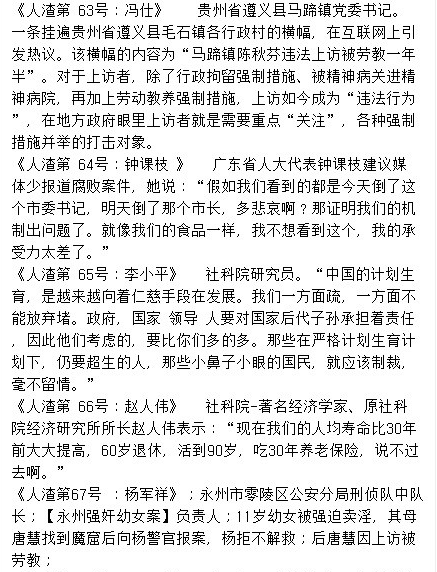 《人渣第 63号：冯仕》 贵州省遵义县马蹄镇党委书记。
一条挂遍贵州省遵义县毛石镇各行政村的横幅，在互联网上引
发热议。该横幅的内容为“马蹄镇陈秋芬违法上访被劳教一年
半”。对于上访者，除了行政拘留强制措施、被精神病关进精
神病院，再加上劳动教养强制措施，上访如今成为“违法行为
”，在地方政府眼里上访者就是需要重点“关注”，各种强制
措施并举的打击对象。
《人渣第 64号：钟课枝 》 广东省人大代表钟课枝建议媒
体少报道腐败案件，她说：“假如我们看到的都是今天倒了这
个市委书记，明天倒了那个市长，多悲哀啊？那证明我们的机
制出问题了。就像我们的食品一样，我不想看到这个，我的承
受力太差了。”
《人渣第 65号：李小平》 社科院研究员。“中国的计划生
育，是越来越向着仁慈手段在发展。我们一方面疏，一方面不
能放弃堵。政府，国家 领导 人要对国家后代子孙承担着责任
，因此他们考虑的，要比你们多的多。那些在严格计划生育计
划下，仍要超生的人，那些小鼻子小眼的国民，就应该制裁，
毫不留情。”
《人渣第 66号：赵人伟》 社科院-著名经济学家、原社科
院经济研究所所长赵人伟表示：“现在我们的人均寿命比30年
前大大提高，60岁退休，活到90岁，吃30年养老保险，说不过
去啊。”
《人渣第67号 ：杨军祥》；永州市零陵区公安分局刑侦队中队
长；【永州强奸幼女案】负责人；11岁幼女被强迫卖淫，其母
唐慧找到魔窟后向杨警官报案，杨拒不解救；后唐慧因上访被
劳教；